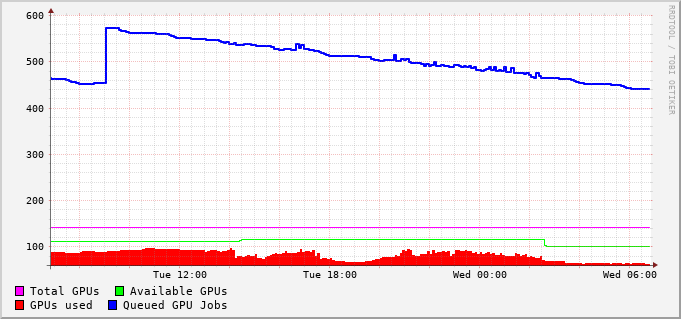 600
500
400
300
200
100
Tue 12:00 Tue 18:00 Wed 00:00 Wed 06:00
Total GPUs Available GPUs
GPUs used Queued GPU Jobs
RRDTOOL / TOBI OETIKER